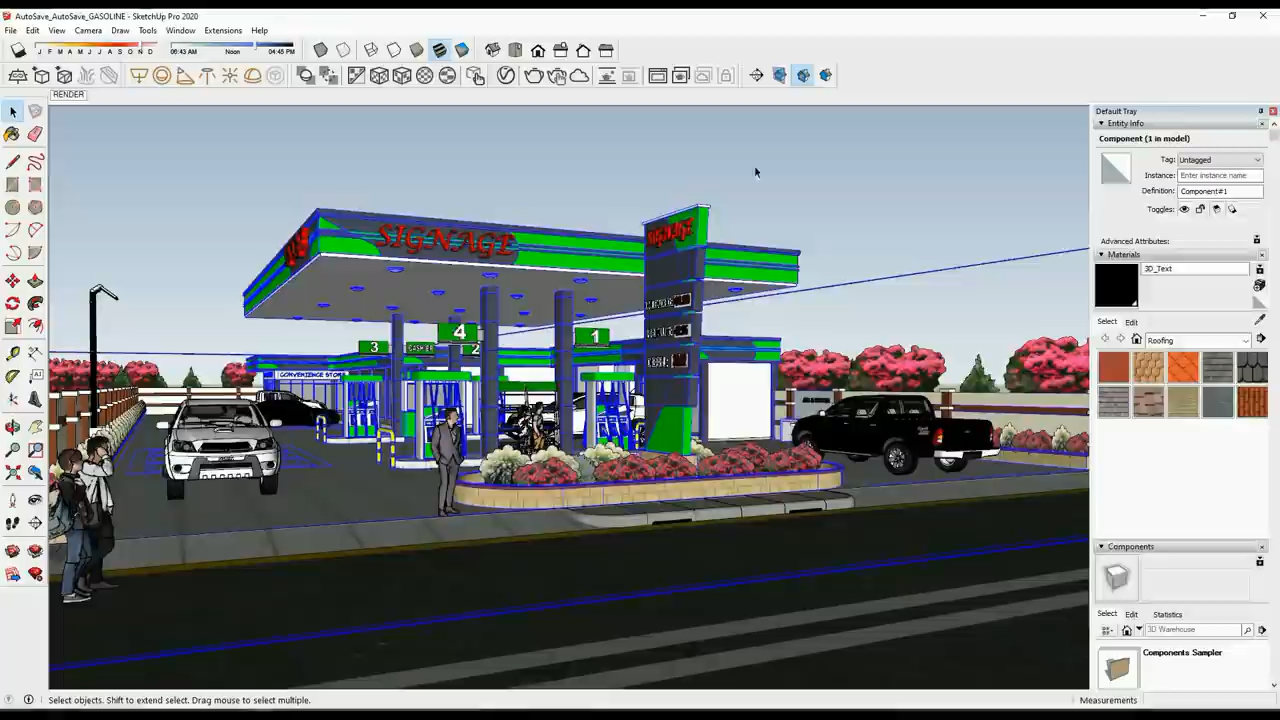 AutoSave_AutoSave_GASOLINE - SketchUp Pro 2020
File Edit View Camera Draw Tools Window Extensions Help
J F M A M J J A S O N D 06:43 AM Noon 04:45 PM
RENDER
Default Tray
Entity Info
Component (1 in model)
Tag: Untagged
Instance: Enter instance name
Definition: Component#1
Toggles:
Advanced Attributes:
Materials
3D_Text
Select Edit
Roofing
SIGNAGE
SIGNAGE
3 CASHIER 4 2 1
CONVENIENCE STORE
Components
Select Edit Statistics
3D Warehouse
Components Sampler
Select objects. Shift to extend select. Drag mouse to select multiple.
Measurements